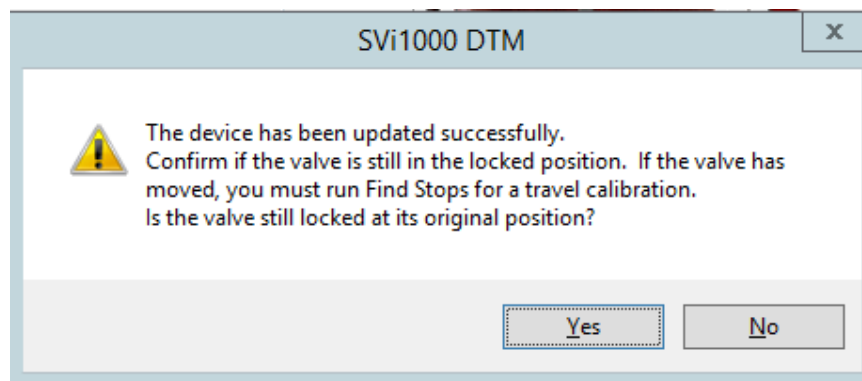 SVi1000 DTM
x
The device has been updated successfully.
Confirm if the valve is still in the locked position.  If the valve has
moved, you must run Find Stops for a travel calibration.
Is the valve still locked at its original position?
Yes
No